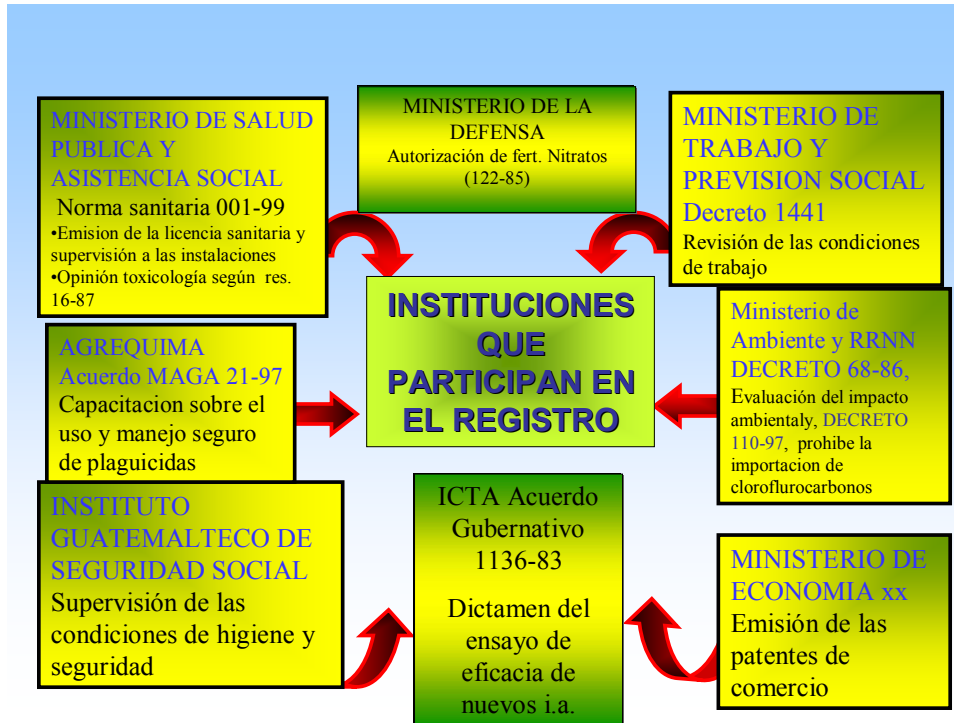 MINISTERIO DE SALUD
PUBLICA Y
ASISTENCIA SOCIAL
Norma sanitaria 001-99
•Emision de la licencia sanitaria y
supervisión a las instalaciones
•Opinión toxicología según res.
16-87
MINISTERIO DE LA
DEFENSA
Autorización de fert. Nitratos
(122-85)
MINISTERIO DE
TRABAJO Y
PREVISION SOCIAL
Decreto 1441
Revisión de las condiciones
de trabajo
INSTITUCIONES
QUE
PARTICIPAN EN
EL REGISTRO
AGREQUIMA
Acuerdo MAGA 21-97
Capacitacion sobre el
uso y manejo seguro
de plaguicidas
Ministerio de
Ambiente y RRNN
DECRETO 68-86,
Evaluación del impacto
ambientaly, DECRETO
110-97, prohibe la
importacion de
cloroflurocarbonos
INSTITUTO
GUATEMALTECO DE
SEGURIDAD SOCIAL
Supervisión de las
condiciones de higiene y
seguridad
ICTA Acuerdo
Gubernativo
1136-83
Dictamen del
ensayo de
eficacia de
nuevos i.a.
MINISTERIO DE
ECONOMIA xx
Emisión de las
patentes de
comercio